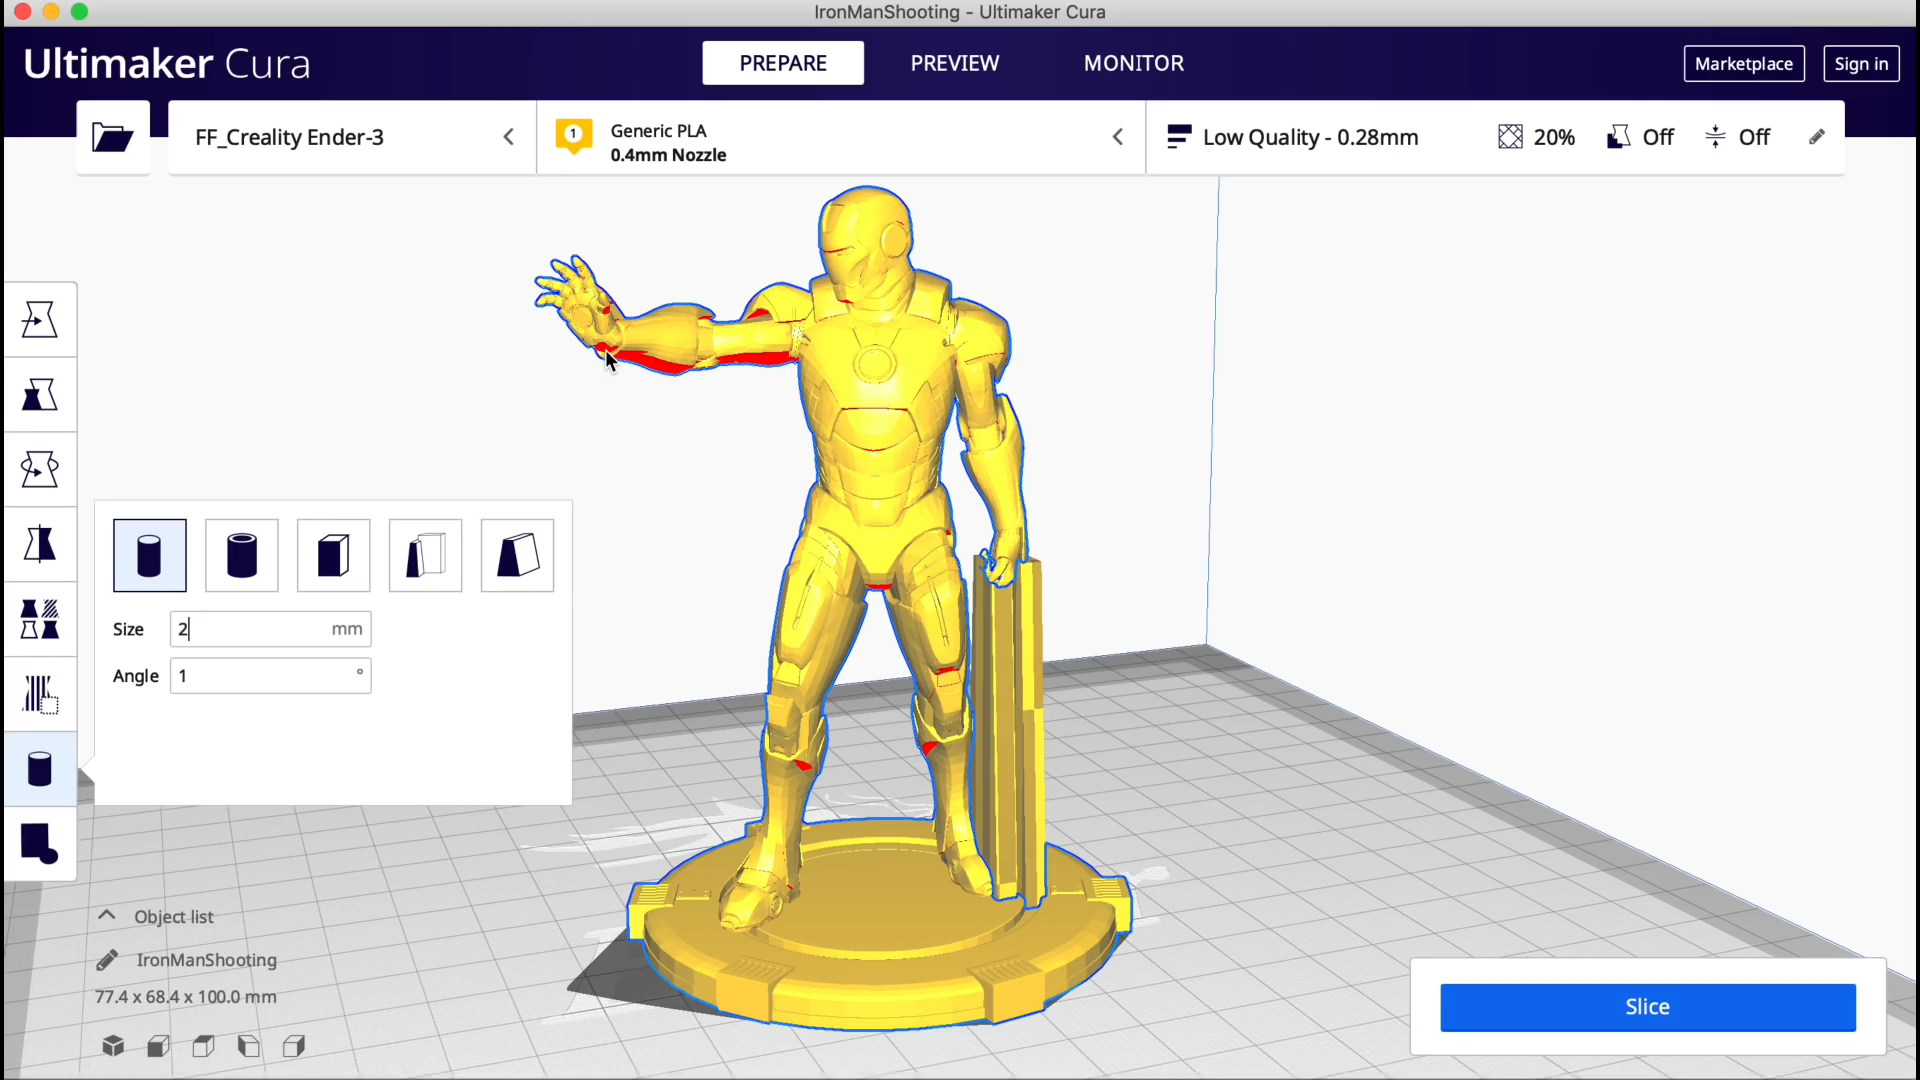 IronManShooting - Ultimaker Cura
Ultimaker Cura
PREPARE
PREVIEW
MONITOR
Marketplace
Sign in
FF_Creality Ender-3
1
Generic PLA
0.4mm Nozzle
Low Quality - 0.28mm
20%
Off
Off
Size
2
mm
Angle
1
°
Object list
IronManShooting
77.4 x 68.4 x 100.0 mm
Slice